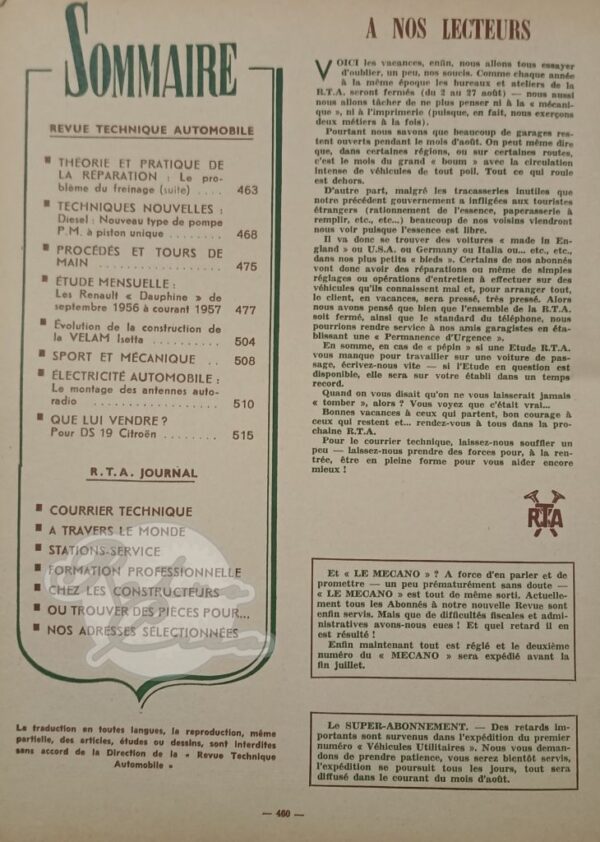 SOMMAIRE
REVUE TECHNIQUE AUTOMOBILE
THÉORIE ET PRATIQUE DE
LA RÉPARATION : Le pro-
blème du freinage (suite) .... 463
TECHNIQUES NOUVELLES :
Diesel : Nouveau type de pompe
P.M. à piston unique ......... 468
PROCÉDÉS ET TOURS DE
MAIN .................. 475
ÉTUDE MENSUELLE :
Les Renault « Dauphine » de
septembre 1956 à courant 1957 477
Évolution de la construction de
la VELAM Isetta ............ 504
SPORT ET MÉCANIQUE .. 508
ÉLECTRICITÉ AUTOMOBILE :
Le montage des antennes auto-
radio .................... 510
QUE LUI VENDRE ?
Pour DS 19 Citroën ......... 515
R.T.A. JOURNAL
COURRIER TECHNIQUE
A TRAVERS LE MONDE
STATIONS-SERVICE
FORMATION PROFESSIONNELLE
CHEZ LES CONSTRUCTEURS
OU TROUVER DES PIÈCES POUR...
NOS ADRESSES SÉLECTIONNÉES
La traduction en toutes langues, la reproduction, même
partielle, des articles, études ou dessins, sont interdites
sans accord de la Direction de la « Revue Technique
Automobile »
A NOS LECTEURS
VOICI les vacances, enfin, nous allons tous essayer
d'oublier, un peu, nos soucis. Comme chaque année
à la même époque les bureaux et ateliers de la
R.T.A. seront fermés (du 2 au 27 août) — nous aussi
nous allons tâcher de ne plus penser ni à la « mécani-
que », ni à l'imprimerie (puisque, en fait, nous exerçons
deux métiers à la fois).
Pourtant nous savons que beaucoup de garages res-
tent ouverts pendant le mois d'août. On peut même dire
que, dans certaines régions, ou sur certaines routes,
c'est le mois du grand « boum » avec la circulation
intense de véhicules de tout poil. Tout ce qui roule
est dehors.
D'autre part, malgré les tracasseries inutiles que
notre précédent gouvernement a infligées aux touristes
étrangers (rationnement de l'essence, paperasserie à
remplir, etc., etc...) beaucoup de nos voisins viendront
nous voir puisque l'essence est libre.
Il va donc se trouver des voitures « made in En-
gland » ou U.S.A. ou Germany ou Italia ou... etc., etc.,
dans nos plus petits « bleds ». Certains de nos abonnés
vont donc avoir des réparations ou même de simples
réglages ou opérations d'entretien à effectuer sur des
véhicules qu'ils connaissent mal et, pour arranger tout,
le client, en vacances, sera pressé, très pressé. Alors
nous avons pensé que bien que l'ensemble de la R.T.A.
soit fermé, ainsi que le standard du téléphone, nous
pourrions rendre service à nos amis garagistes en éta-
blissant une « Permanence d'Urgence ».
En somme, en cas de « pépin » si une Etude R.T.A.
vous manque pour travailler sur une voiture de pas-
sage, écrivez-nous vite — si l'Etude en question est
disponible, elle sera sur votre établi dans un temps
record.
Quand on vous disait qu'on ne vous laisserait jamais
« tomber », alors ? Vous voyez que c'était vrai...
Bonnes vacances à ceux qui partent, bon courage à
ceux qui restent et... rendez-vous à tous dans la pro-
chaine R.T.A.
Pour le courrier technique, laissez-nous souffler un
peu — laissez-nous prendre des forces pour, à la ren-
trée, être en pleine forme pour vous aider encore
mieux !
RTA
Et « LE MECANO » ? A force d'en parler et de
promettre — un peu prématurément sans doute —
« LE MECANO » est tout de même sorti. Actuelle-
ment tous les Abonnés à notre nouvelle Revue sont
enfin servis. Mais que de difficultés fiscales et admi-
nistratives avons-nous eues ! Et quel retard il en
est résulté !
Enfin maintenant tout est réglé et le deuxième
numéro du « MECANO » sera expédié avant la
fin juillet.
Le SUPER-ABONNEMENT. — Des retards im-
portants sont survenus dans l'expédition du premier
numéro « Véhicules Utilitaires ». Nous vous deman-
dons de prendre patience, vous serez bientôt servis,
l'expédition se poursuit tous les jours, tout sera
diffusé dans le courant du mois d'août.
— 460 —